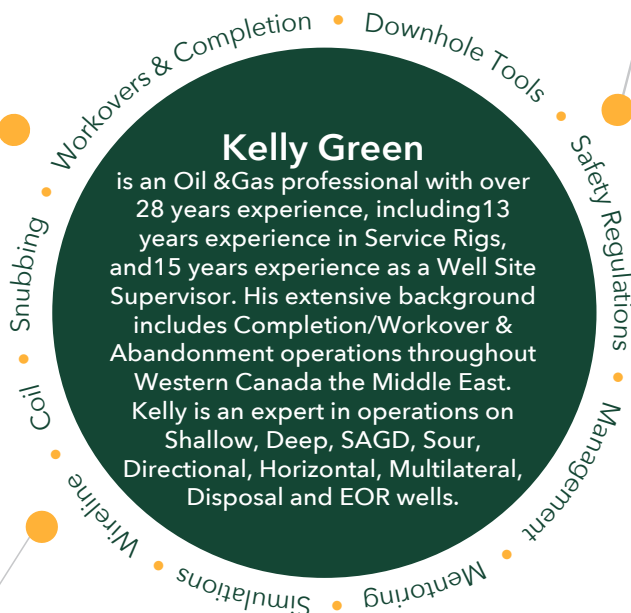 Workovers & Completion • Downhole Tools • Safety Regulations • Management • Mentoring • Simulations • Wireline • Coil • Snubbing •
Kelly Green
is an Oil &Gas professional with over
28 years experience, including13
years experience in Service Rigs,
and15 years experience as a Well Site
Supervisor. His extensive background
includes Completion/Workover &
Abandonment operations throughout
Western Canada the Middle East.
Kelly is an expert in operations on
Shallow, Deep, SAGD, Sour,
Directional, Horizontal, Multilateral,
Disposal and EOR wells.